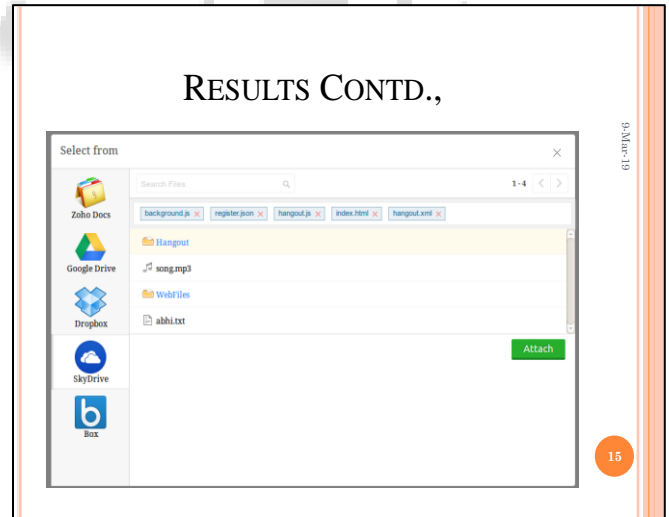 RESULTS CONTD.,
9-Mar-19
Select from
Search Files
1-4
Zoho Docs
background.js
register.json
hangout.js
index.html
hangout.xml
Hangout
Google Drive
song.mp3
WebFiles
Dropbox
abhi.txt
Attach
SkyDrive
b
Box
15